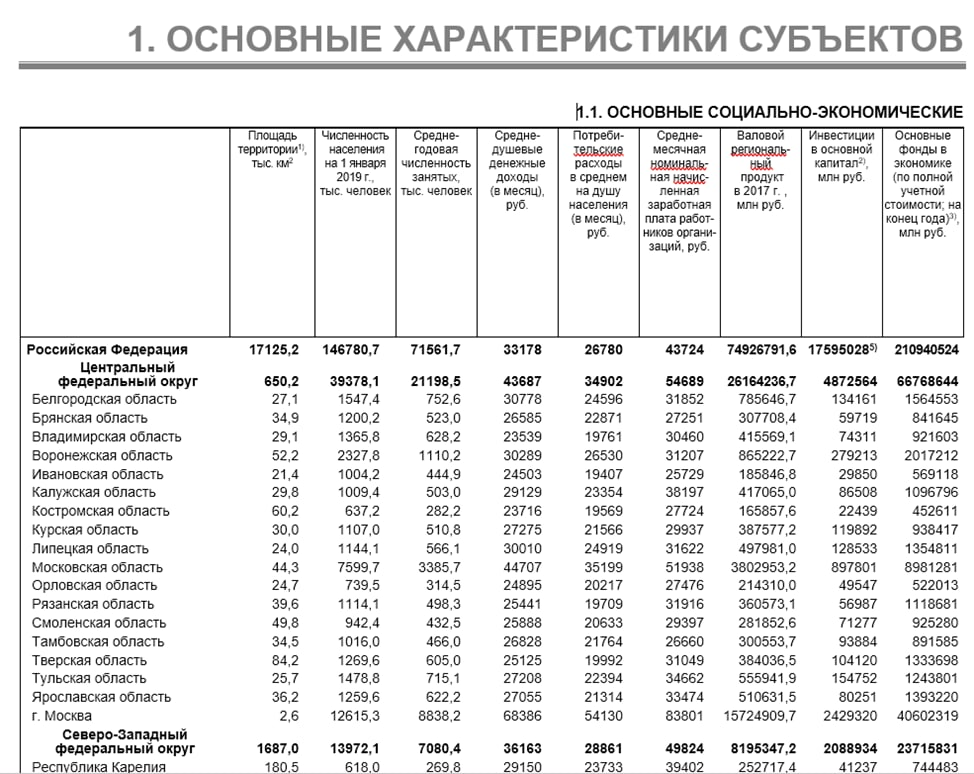 1. ОСНОВНЫЕ ХАРАКТЕРИСТИКИ СУБЪЕКТОВ
1.1. ОСНОВНЫЕ СОЦИАЛЬНО-ЭКОНОМИЧЕСКИЕ
Площадь территории1), тыс. км2
Численность населения на 1 января 2019 г., тыс. человек
Средне-годовая численность занятых, тыс. человек
Средне-душевные денежные доходы (в месяц), руб.
Потреби-тельские расходы в среднем на душу населения (в месяц), руб.
Средне-месячная номиналь-ная начис-ленная заработная плата работ-ников органи-заций, руб.
Валовой региональ-ный продукт в 2017 г. , млн руб.
Инвестиции в основной капитал2), млн руб.
Основные фонды в экономике (по полной учетной стоимости; на конец года)3), млн руб.
Российская Федерация 17125,2 146780,7 71561,7 33178 26780 43724 74926791,6 175950285) 210940524
Центральный
федеральный округ 650,2 39378,1 21198,5 43687 34902 54689 26164236,7 4872564 66768644
Белгородская область 27,1 1547,4 752,6 30778 24596 31852 785646,7 134161 1564553
Брянская область 34,9 1200,2 523,0 26585 22871 27251 307708,4 59719 841645
Владимирская область 29,1 1365,8 628,2 23539 19761 30460 415569,1 74311 921603
Воронежская область 52,2 2327,8 1110,2 30289 26530 31207 865222,7 279213 2017212
Ивановская область 21,4 1004,2 444,9 24503 19407 25729 185846,8 29850 569118
Калужская область 29,8 1009,4 503,0 29129 23354 38197 417065,0 86508 1096796
Костромская область 60,2 637,2 282,2 23716 19569 27724 165857,6 22439 452611
Курская область 30,0 1107,0 510,8 27275 21566 29937 387577,2 119892 938417
Липецкая область 24,0 1144,1 566,1 30010 24919 31622 497981,0 128533 1354811
Московская область 44,3 7599,7 3385,7 44707 35199 51938 3802953,2 897801 8981281
Орловская область 24,7 739,5 314,5 24895 20217 27476 214310,0 49547 522013
Рязанская область 39,6 1114,1 498,3 25441 19709 31916 360573,1 56987 1118681
Смоленская область 49,8 942,4 432,5 25888 20633 29397 281852,6 71277 925280
Тамбовская область 34,5 1016,0 466,0 26828 21764 26660 300553,7 93884 891585
Тверская область 84,2 1269,6 605,0 25125 19992 31049 384036,5 104120 1333698
Тульская область 25,7 1478,8 715,1 27208 22394 34662 555941,9 154752 1243801
Ярославская область 36,2 1259,6 622,2 27055 21314 33474 510631,5 80251 1393220
г. Москва 2,6 12615,3 8838,2 68386 54130 83801 15724909,7 2429320 40602319
Северо-Западный
федеральный округ 1687,0 13972,1 7080,4 36163 28861 49824 8195347,2 2088934 23715831
Республика Карелия 180,5 618,0 269,8 29150 23733 39402 252717,4 41237 744483